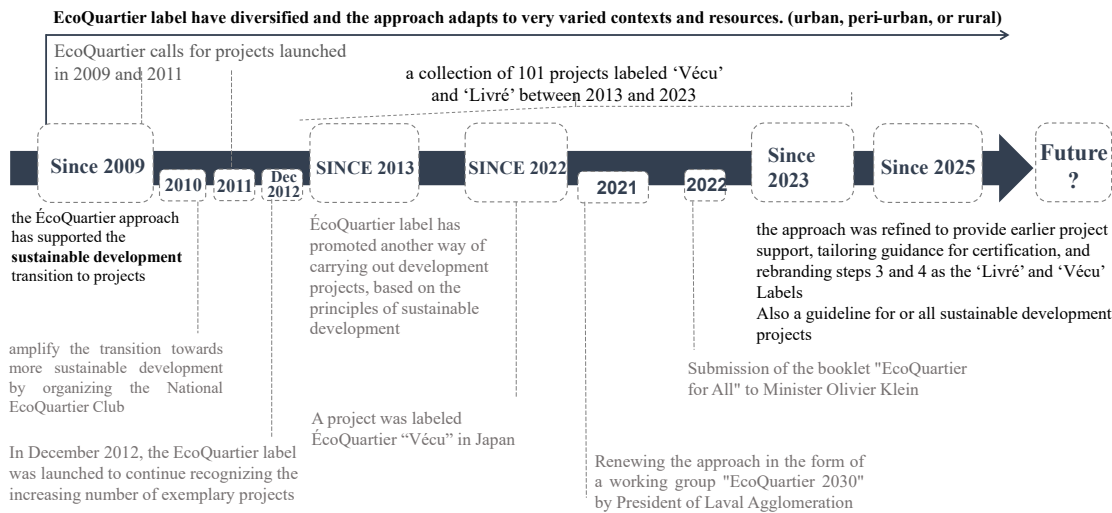 EcoQuartier label have diversified and the approach adapts to very varied contexts and resources. (urban, peri-urban, or rural)
EcoQuartier calls for projects launched
in 2009 and 2011
a collection of 101 projects labeled ‘Vécu’
and ‘Livré’ between 2013 and 2023
Since 2009
2010
2011
Dec
2012
SINCE 2013
SINCE 2022
2021
2022
Since
2023
Since 2025
Future
?
the ÉcoQuartier approach
has supported the
sustainable development
transition to projects
ÉcoQuartier label has
promoted another way of
carrying out development
projects, based on the
principles of sustainable
development
the approach was refined to provide earlier project
support, tailoring guidance for certification, and
rebranding steps 3 and 4 as the ‘Livré’ and ‘Vécu’
Labels
Also a guideline for or all sustainable development
projects
amplify the transition towards
more sustainable development
by organizing the National
EcoQuartier Club
Submission of the booklet "EcoQuartier
for All" to Minister Olivier Klein
A project was labeled
ÉcoQuartier “Vécu” in Japan
In December 2012, the EcoQuartier label
was launched to continue recognizing the
increasing number of exemplary projects
Renewing the approach in the form of
a working group "EcoQuartier 2030"
by President of Laval Agglomeration